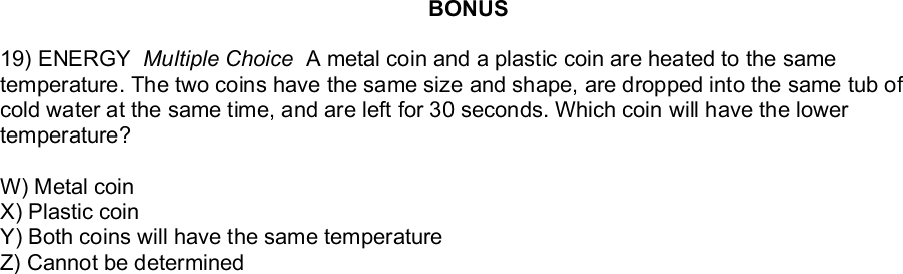 BONUS
19) ENERGY Multiple Choice A metal coin and a plastic coin are heated to the same
temperature. The two coins have the same size and shape, are dropped into the same tub of
cold water at the same time, and are left for 30 seconds. Which coin will have the lower
temperature?
W) Metal coin
X) Plastic coin
Y) Both coins will have the same temperature
Z) Cannot be determined